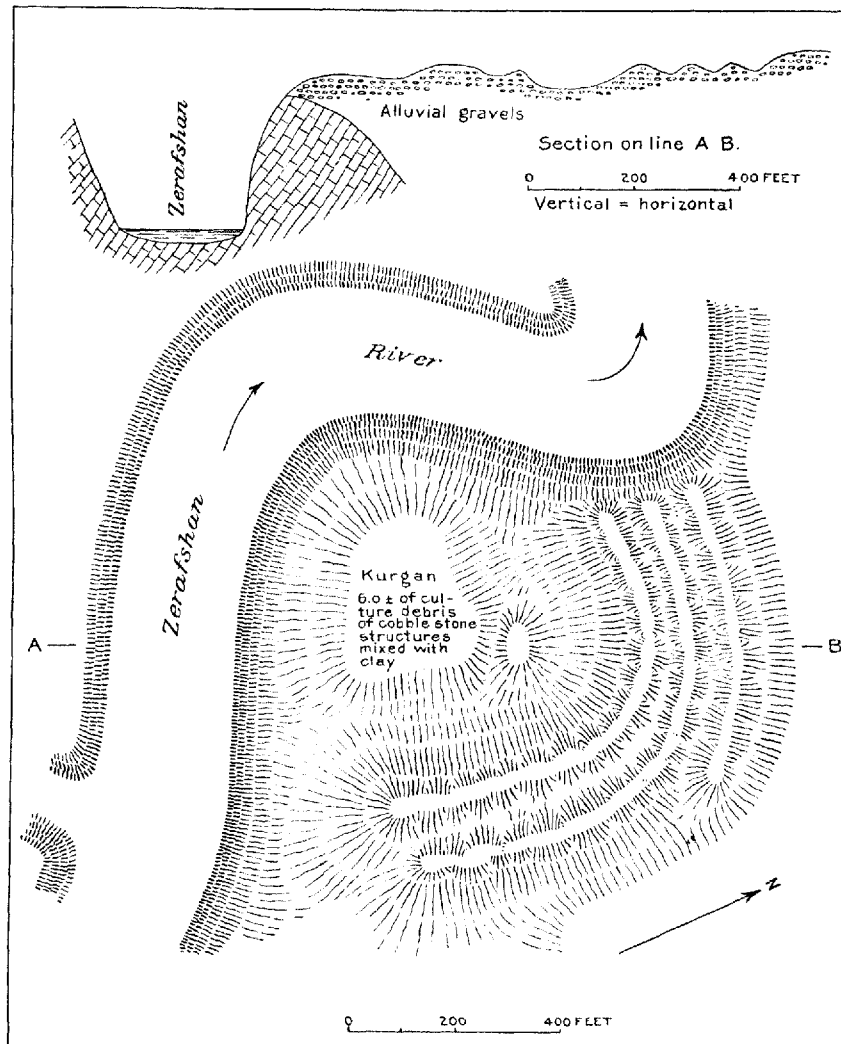 Zerafshan
Alluvial gravels
Section on line A B.
0 200 400 FEET
Vertical = horizontal
River
Zerafshan
Kurgan
6.0 ± of cul-
ture debris
of cobble stone
structures
mixed with
clay
A
B
N
0 200 400 FEET